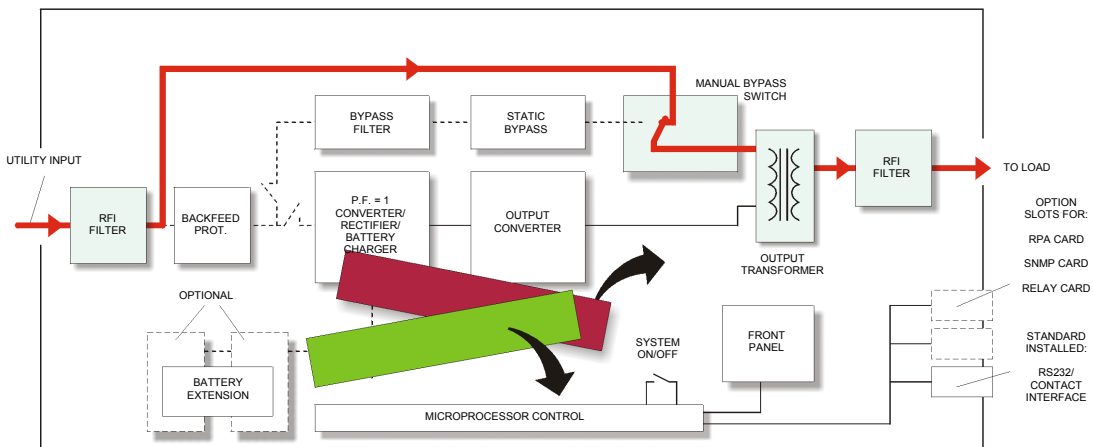 MANUAL BYPASS
SWITCH
BYPASS
FILTER
STATIC
BYPASS
UTILITY INPUT
RFI
FILTER
BACKFEED
PROT.
P.F. = 1
CONVERTER/
RECTIFIER/
BATTERY
CHARGER
OUTPUT
CONVERTER
OUTPUT
TRANSFORMER
RFI
FILTER
TO LOAD
OPTION
SLOTS FOR:
RPA CARD
SNMP CARD
RELAY CARD
OPTIONAL
BATTERY
EXTENSION
SYSTEM
ON/OFF
FRONT
PANEL
STANDARD
INSTALLED:
RS232/
CONTACT
INTERFACE
MICROPROCESSOR CONTROL